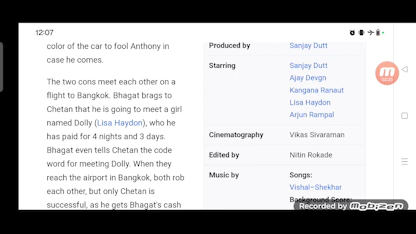 12:07
color of the car to fool Anthony in
case he comes.
The two cons meet each other on a
flight to Bangkok. Bhagat brags to
Chetan that he is going to meet a girl
named Dolly (Lisa Haydon), who he
has paid for 4 nights and 3 days.
Bhagat even tells Chetan the code
word for meeting Dolly. When they
reach the airport in Bangkok, both rob
each other, but only Chetan is
successful, as he gets Bhagat's cash
Produced by Sanjay Dutt
Starring Sanjay Dutt
Ajay Devgn
Kangana Ranaut
Lisa Haydon
Arjun Rampal
Cinematography Vikas Sivaraman
Edited by Nitin Rokade
Music by Songs:
Vishal–Shekhar
Background Score:
Recorded by MOBIZEN